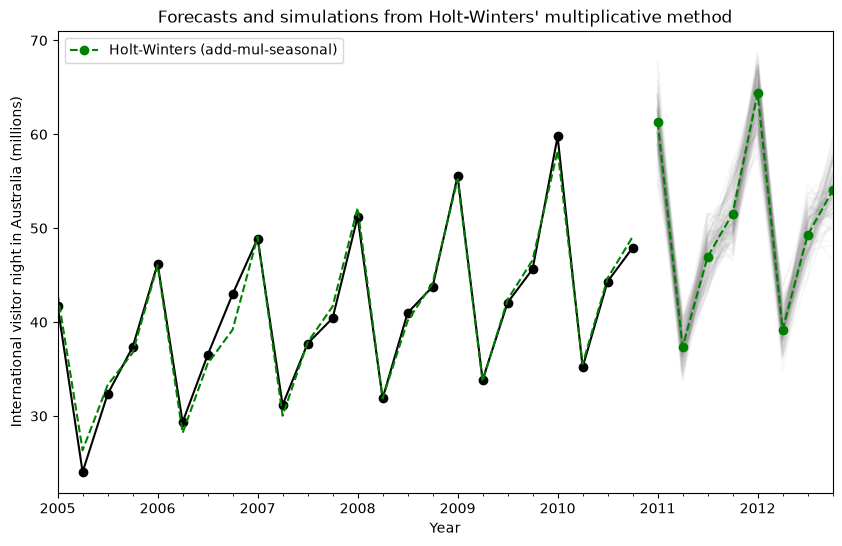 Forecasts and simulations from Holt-Winters' multiplicative method
Holt-Winters (add-mul-seasonal)
International visitor night in Australia (millions)
70
60
50
40
30
2005 2006 2007 2008 2009 2010 2011 2012
Year